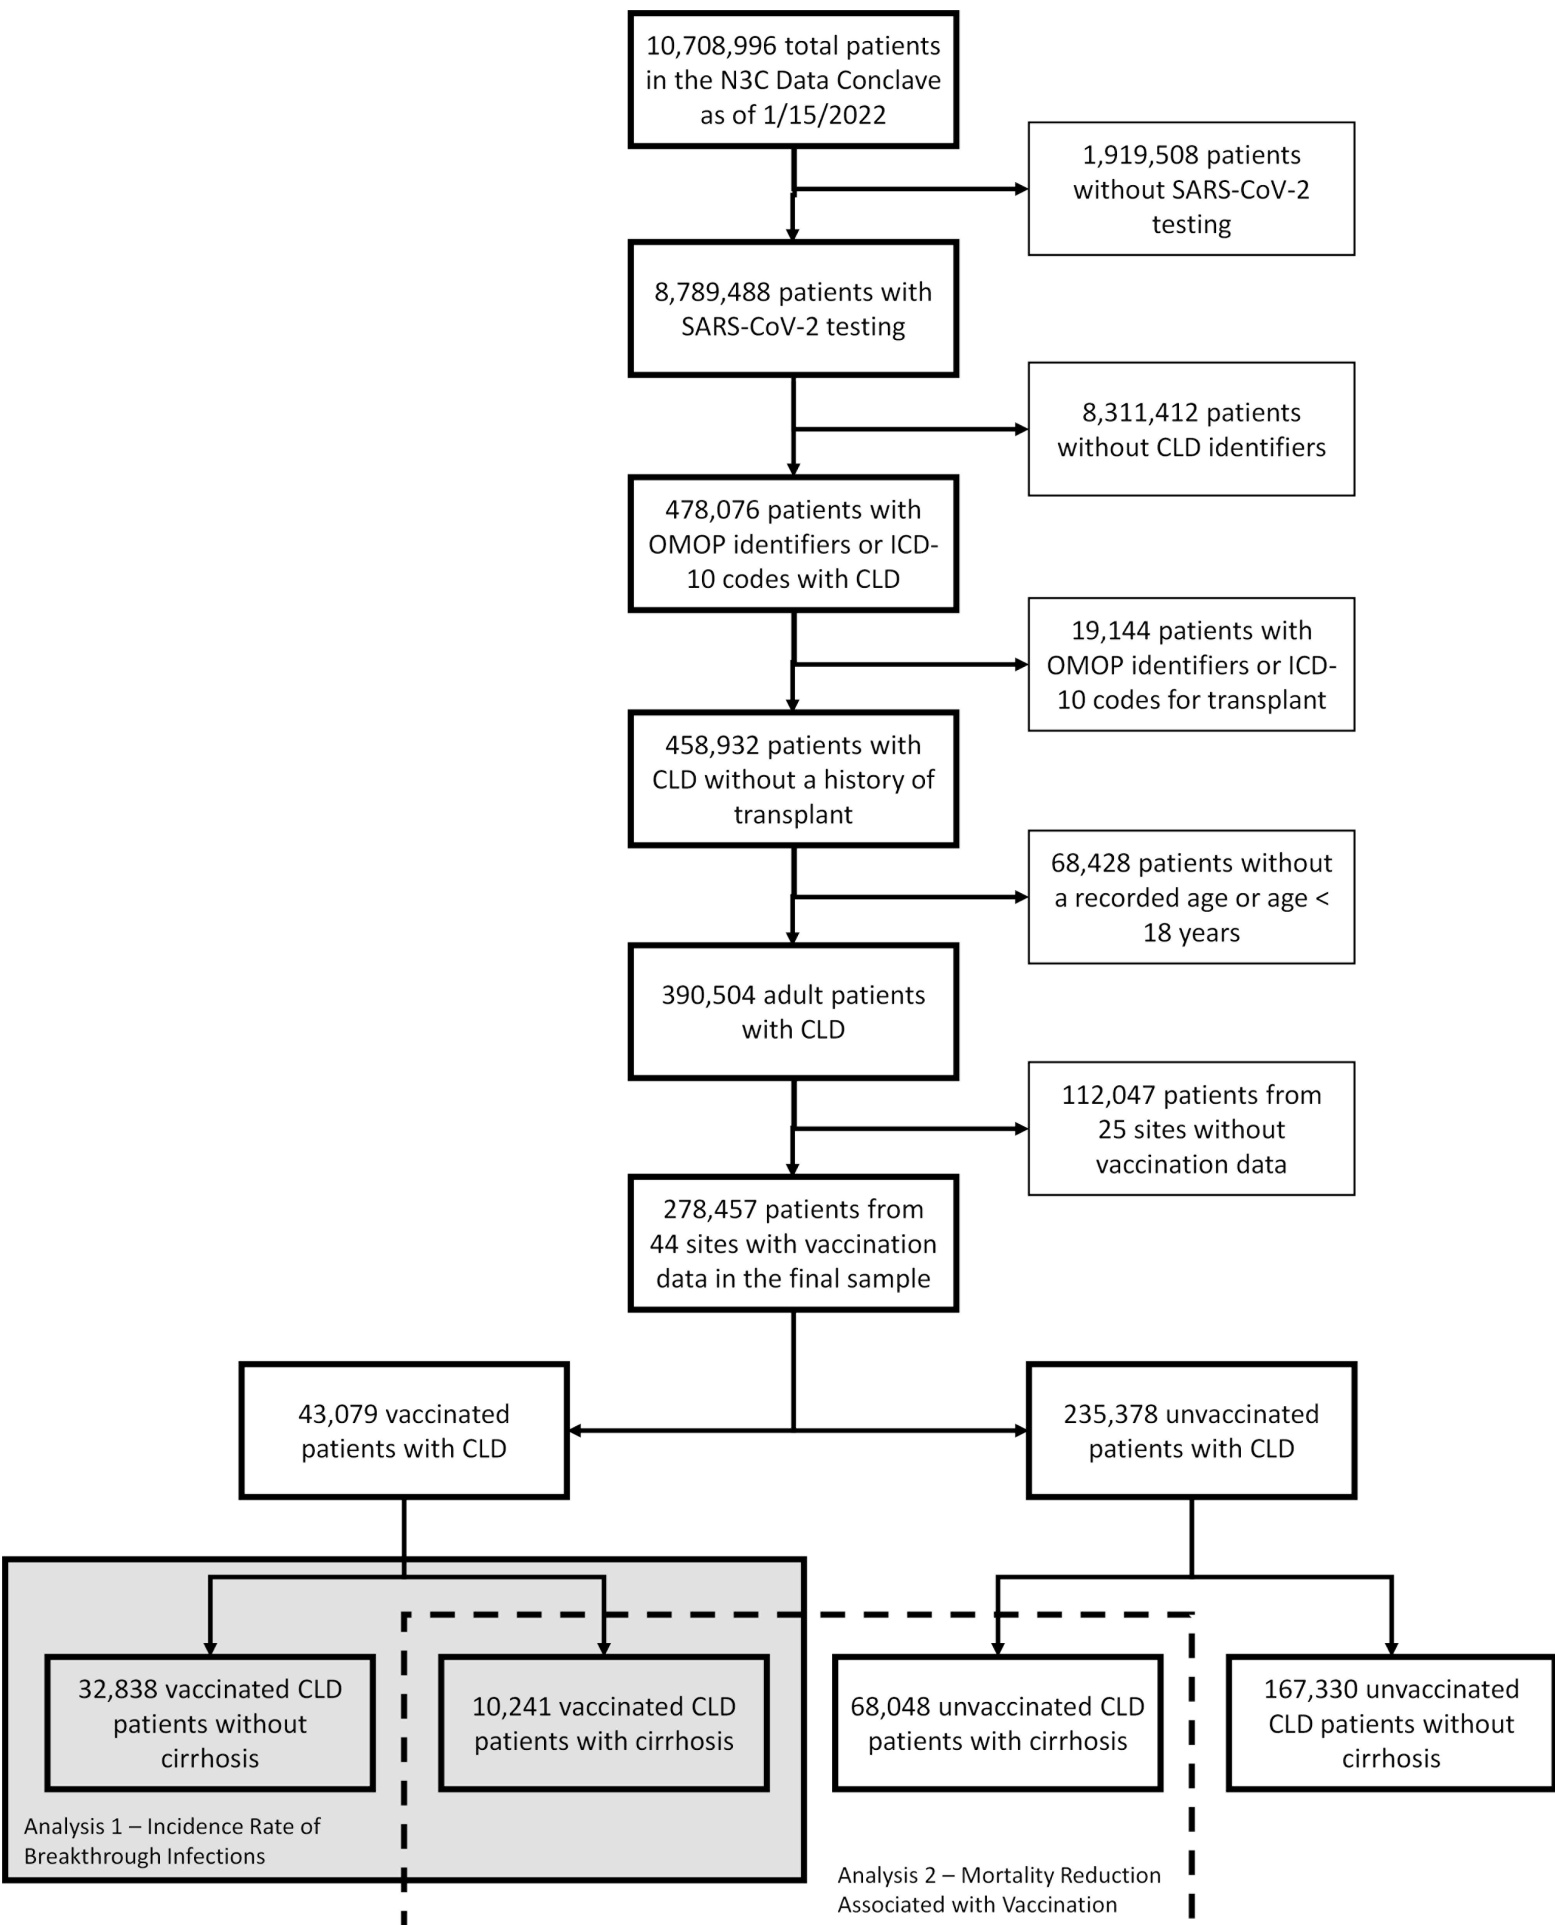 10,708,996 total patients
in the N3C Data Conclave
as of 1/15/2022
1,919,508 patients
without SARS-CoV-2
testing
8,789,488 patients with
SARS-CoV-2 testing
8,311,412 patients
without CLD identifiers
478,076 patients with
OMOP identifiers or ICD-
10 codes with CLD
19,144 patients with
OMOP identifiers or ICD-
10 codes for transplant
458,932 patients with
CLD without a history of
transplant
68,428 patients without
a recorded age or age <
18 years
390,504 adult patients
with CLD
112,047 patients from
25 sites without
vaccination data
278,457 patients from
44 sites with vaccination
data in the final sample
43,079 vaccinated
patients with CLD
235,378 unvaccinated
patients with CLD
32,838 vaccinated CLD
patients without
cirrhosis
10,241 vaccinated CLD
patients with cirrhosis
68,048 unvaccinated CLD
patients with cirrhosis
167,330 unvaccinated
CLD patients without
cirrhosis
Analysis 1 – Incidence Rate of
Breakthrough Infections
Analysis 2 – Mortality Reduction
Associated with Vaccination